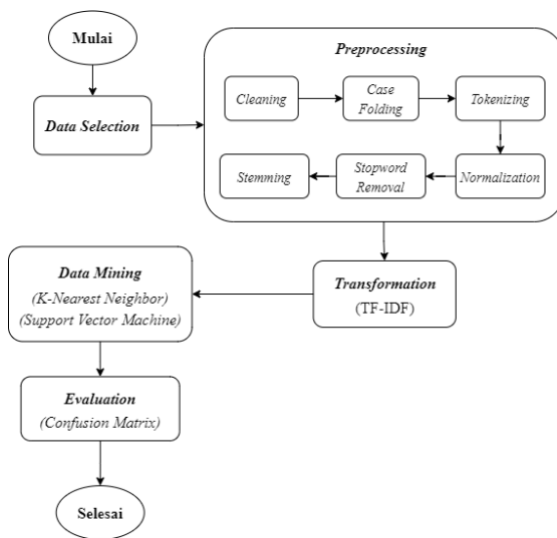 Mulai
Data Selection
Preprocessing
Cleaning
Case
Folding
Tokenizing
Normalization
Stopword
Removal
Stemming
Transformation
(TF-IDF)
Data Mining
(K-Nearest Neighbor)
(Support Vector Machine)
Evaluation
(Confusion Matrix)
Selesai